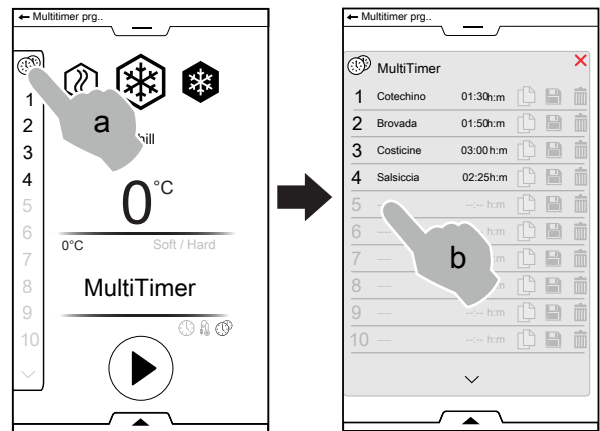 ← Multitimer prg..
1
2
3
4
5
6
7
8
9
10
a
hill
0°C
0°C Soft / Hard
MultiTimer
← Multitimer prg..
MultiTimer ×
1 Cotechino 01:30h:m
2 Brovada 01:50h:m
3 Costicine 03:00 h:m
4 Salsiccia 02:25h:m
5 --:-- h:m
6 — --:-- h:m
7 — h:m
8 — --:-- h:m
9 — --:-- h:m
10 — --:-- h:m
b